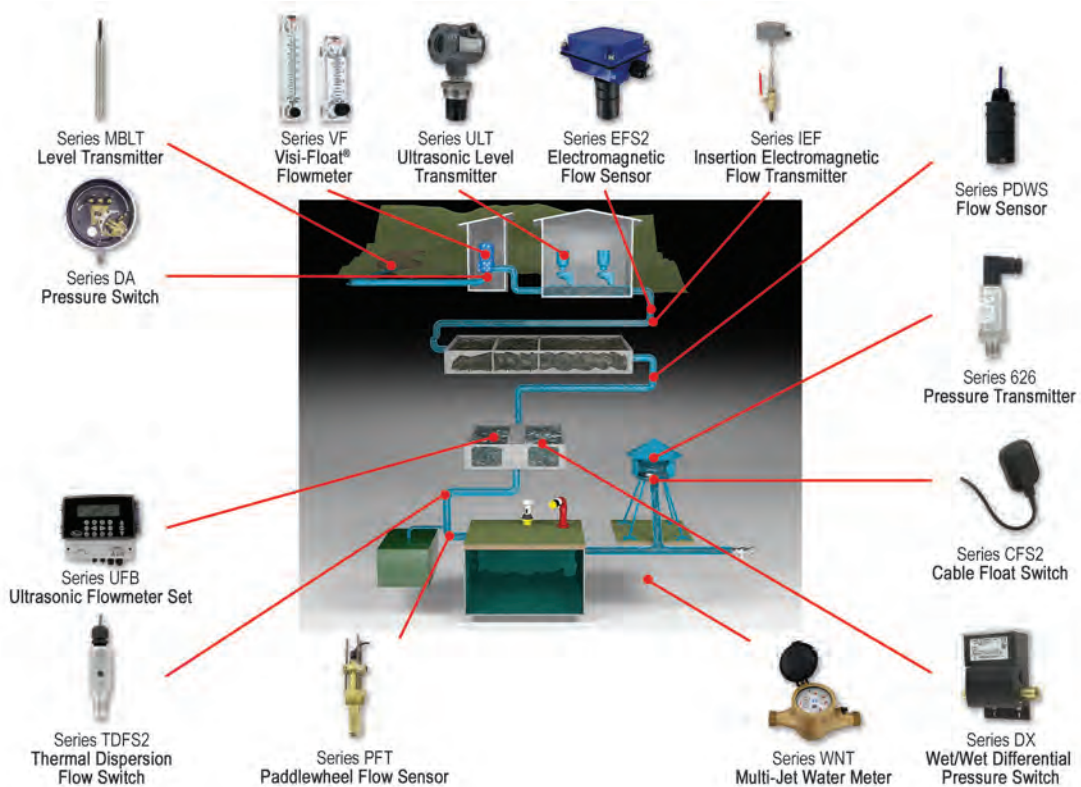 Series MBLT
Level Transmitter
Series VF
Visi-Float®
Flowmeter
Series ULT
Ultrasonic Level
Transmitter
Series EFS2
Electromagnetic
Flow Sensor
Series IEF
Insertion Electromagnetic
Flow Transmitter
Series PDWS
Flow Sensor
Series DA
Pressure Switch
Series 626
Pressure Transmitter
Series UFB
Ultrasonic Flowmeter Set
Series CFS2
Cable Float Switch
Series TDFS2
Thermal Dispersion
Flow Switch
Series PFT
Paddlewheel Flow Sensor
Series WNT
Multi-Jet Water Meter
Series DX
Wet/Wet Differential
Pressure Switch